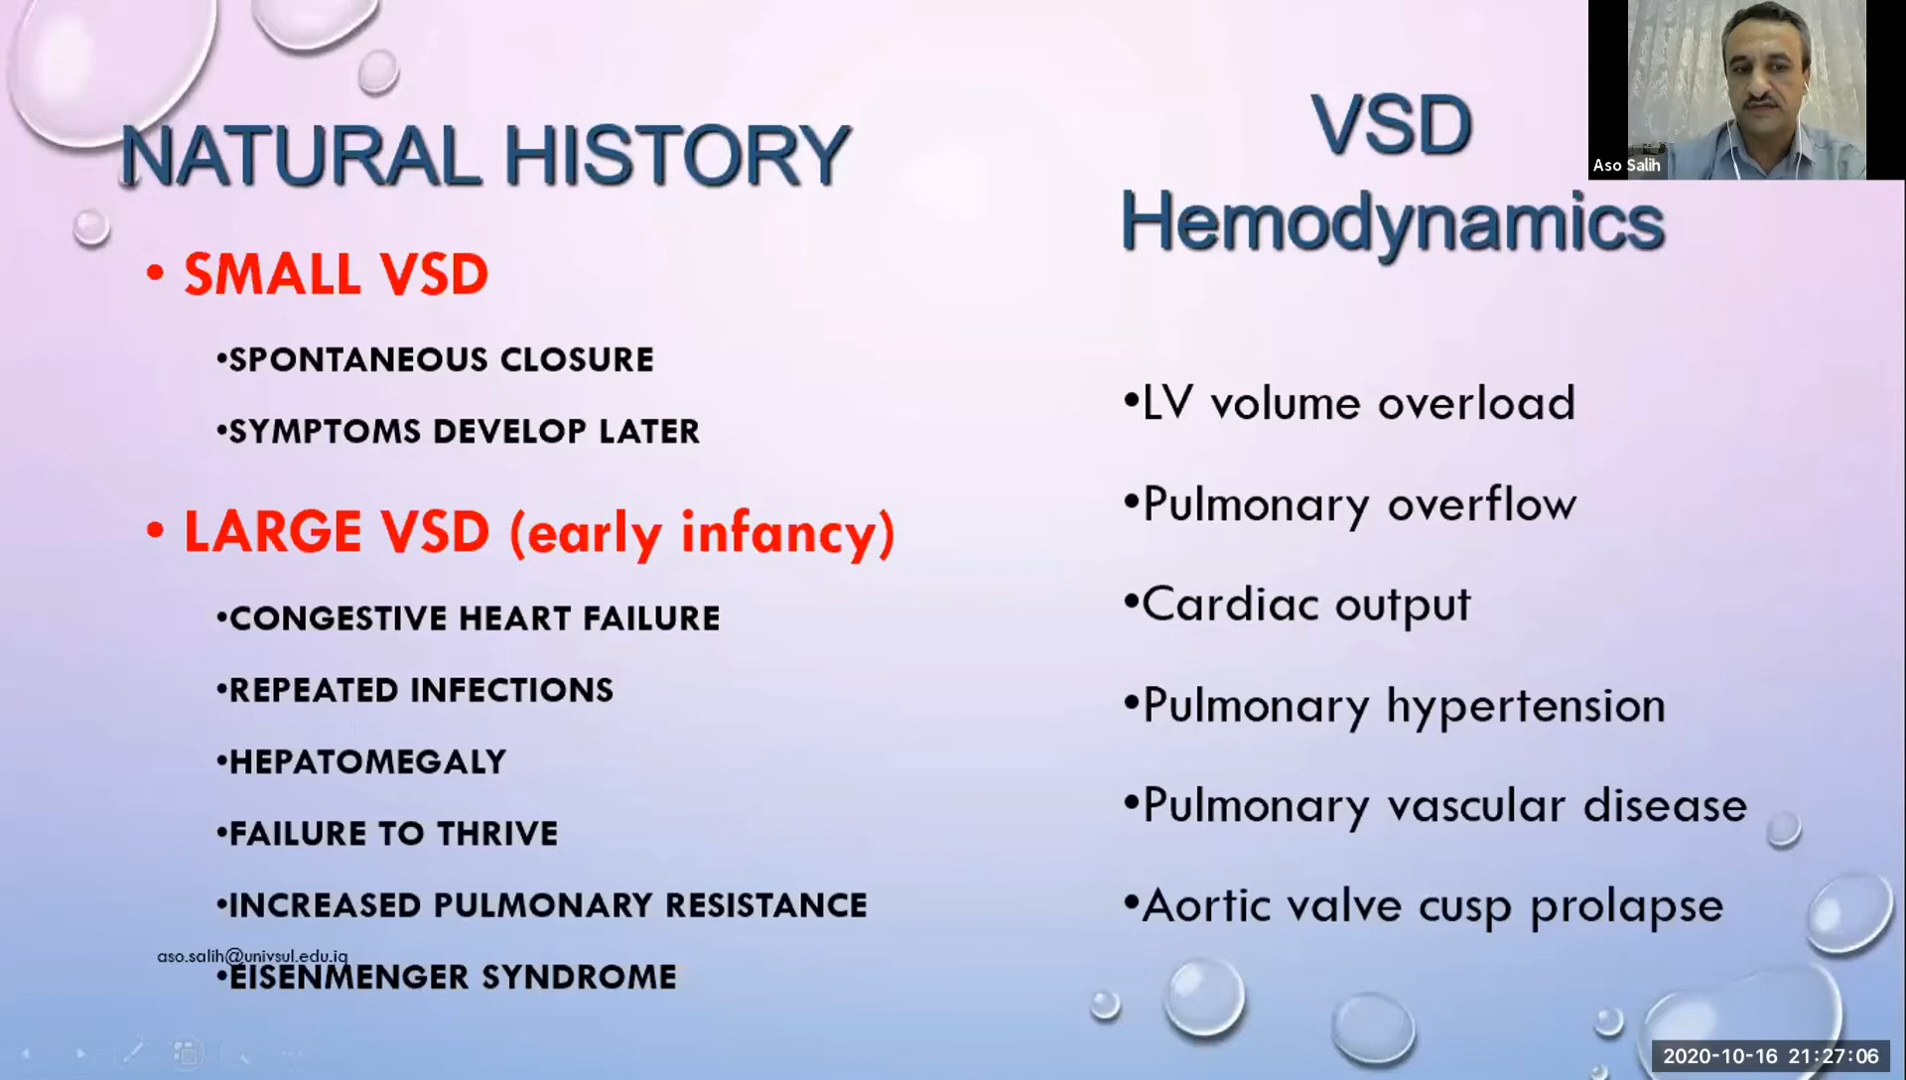 NATURAL HISTORY
• SMALL VSD
•SPONTANEOUS CLOSURE
•SYMPTOMS DEVELOP LATER
• LARGE VSD (early infancy)
•CONGESTIVE HEART FAILURE
•REPEATED INFECTIONS
•HEPATOMEGALY
•FAILURE TO THRIVE
•INCREASED PULMONARY RESISTANCE
aso.salih@univsul.edu.iq
•EISENMENGER SYNDROME
VSD
Hemodynamics
•LV volume overload
•Pulmonary overflow
•Cardiac output
•Pulmonary hypertension
•Pulmonary vascular disease
•Aortic valve cusp prolapse
Aso Salih
2020-10-16 21:27:06